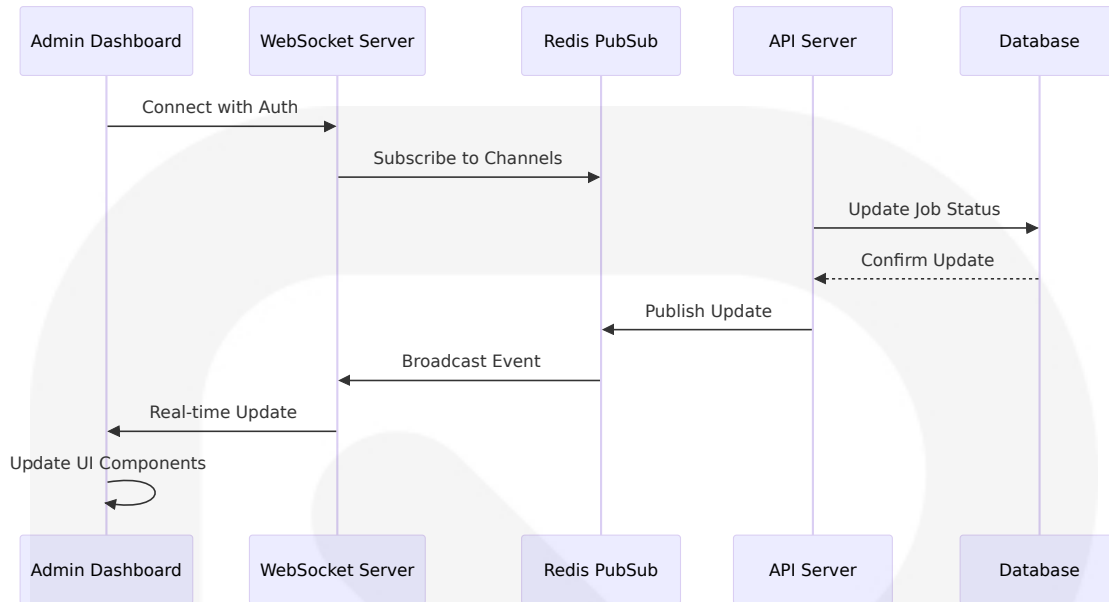 Admin Dashboard
WebSocket Server
Redis PubSub
API Server
Database
Connect with Auth
Subscribe to Channels
Update Job Status
Confirm Update
Publish Update
Broadcast Event
Real-time Update
Update UI Components
Admin Dashboard
WebSocket Server
Redis PubSub
API Server
Database